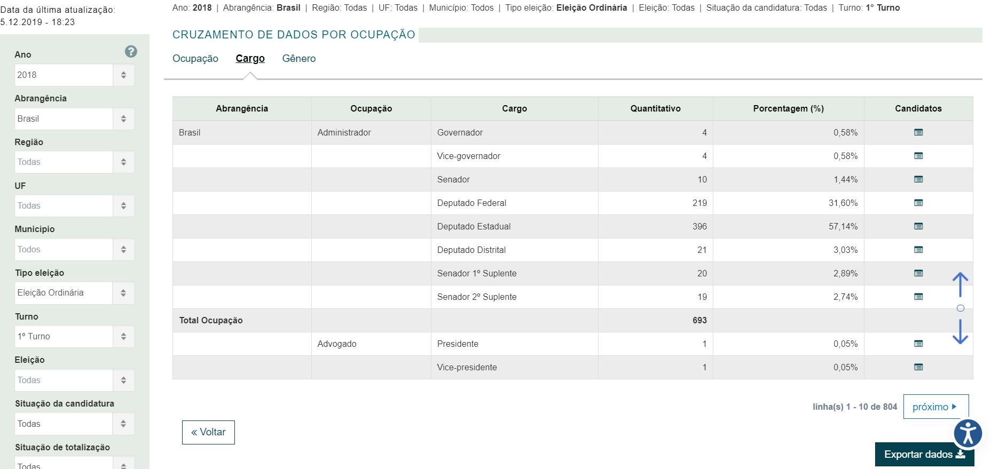 Data da última atualização:
5.12.2019 - 18:23
Ano
2018
Abrangência
Brasil
Região
Todas
UF
Todas
Município
Todos
Tipo eleição
Eleição Ordinária
Turno
1º Turno
Eleição
Todas
Situação da candidatura
Todas
Situação de totalização
Todas
Ano: 2018 | Abrangência: Brasil | Região: Todas | UF: Todas | Município: Todos | Tipo eleição: Eleição Ordinária | Eleição: Todas | Situação da candidatura: Todas | Turno: 1° Turno
CRUZAMENTO DE DADOS POR OCUPAÇÃO
Ocupação Cargo Gênero
Abrangência Ocupação Cargo Quantitativo Porcentagem (%) Candidatos
Brasil Administrador Governador 4 0,58%
Vice-governador 4 0,58%
Senador 10 1,44%
Deputado Federal 219 31,60%
Deputado Estadual 396 57,14%
Deputado Distrital 21 3,03%
Senador 1º Suplente 20 2,89%
Senador 2º Suplente 19 2,74%
Total Ocupação 693
Advogado Presidente 1 0,05%
Vice-presidente 1 0,05%
linha(s) 1 - 10 de 804 próximo
« Voltar
Exportar dados